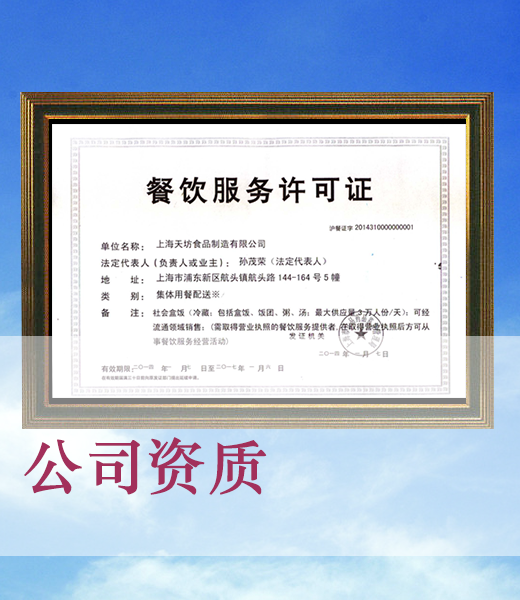 餐饮服务许可证
沪餐证字 2014310000000001
单位名称： 上海天坊食品制造有限公司
法定代表人（负责人或业主）： 孙茂荣（法定代表人）
地 址： 上海市浦东新区航头镇航头路 144-164 号 5 幢
类 别： 集体用餐配送※
备 注： 社会盒饭（冷藏；包括盒饭、饭团、粥、汤；最大供应量 3 万人份/天）；可经
流通领域销售；（需取得营业执照的餐饮服务提供者，在取得营业执照后方可从
事餐饮服务经营活动）
发证机关
二〇一四年 一 月 七 日
有效期限：二〇一四年 一 月七 日至二〇一七年 一 月 六 日
公司资质